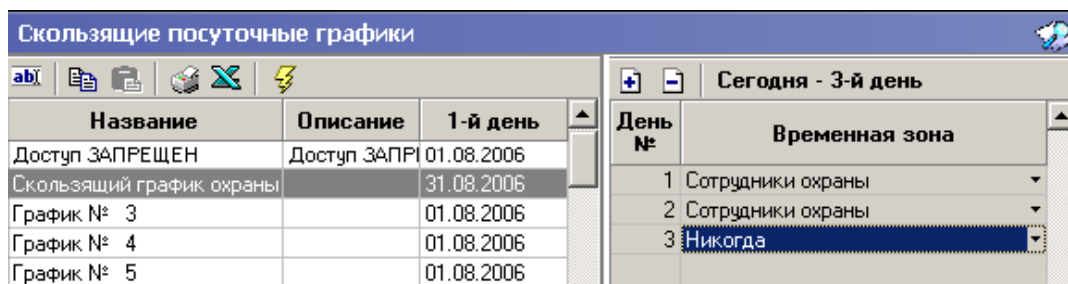 Скользящие посуточные графики
ab
Сегодня - 3-й день
Название Описание 1-й день
День № Временная зона
Доступ ЗАПРЕЩЕН Доступ ЗАПРІ 01.08.2006
Скользящий график охраны 31.08.2006
График № 3 01.08.2006
График № 4 01.08.2006
График № 5 01.08.2006
1 Сотрудники охраны
2 Сотрудники охраны
3 Никогда